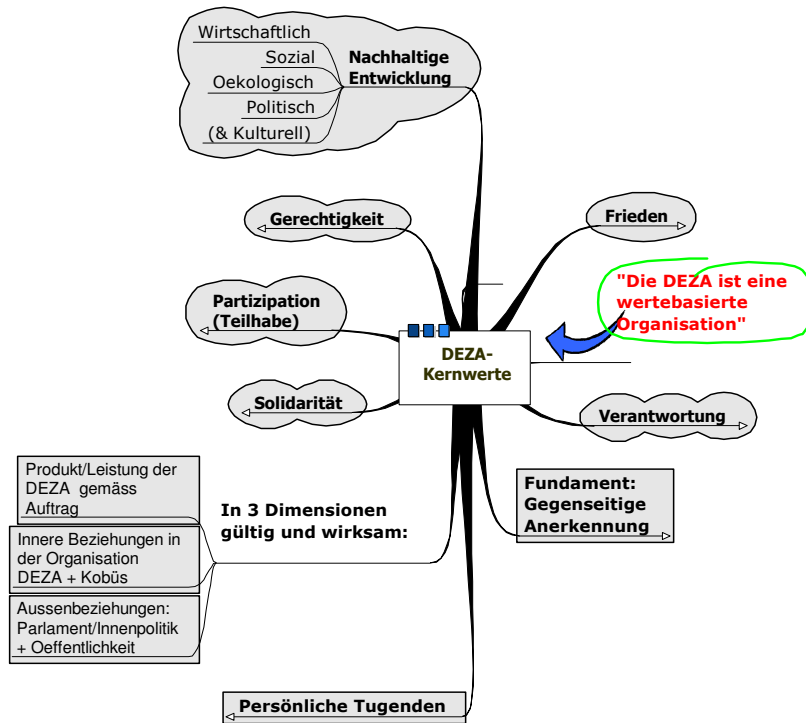 Wirtschaftlich
Sozial
Oekologisch
Politisch
(& Kulturell)
Nachhaltige
Entwicklung
Gerechtigkeit
Frieden
Partizipation
(Teilhabe)
"Die DEZA ist eine
wertebasierte
Organisation"
DEZA-
Kernwerte
Solidarität
Verantwortung
Produkt/Leistung der
DEZA gemäss
Auftrag
Innere Beziehungen in
der Organisation
DEZA + Kobüs
Aussenbeziehungen:
Parlament/Innenpolitik
+ Oeffentlichkeit
In 3 Dimensionen
gültig und wirksam:
Fundament:
Gegenseitige
Anerkennung
Persönliche Tugenden